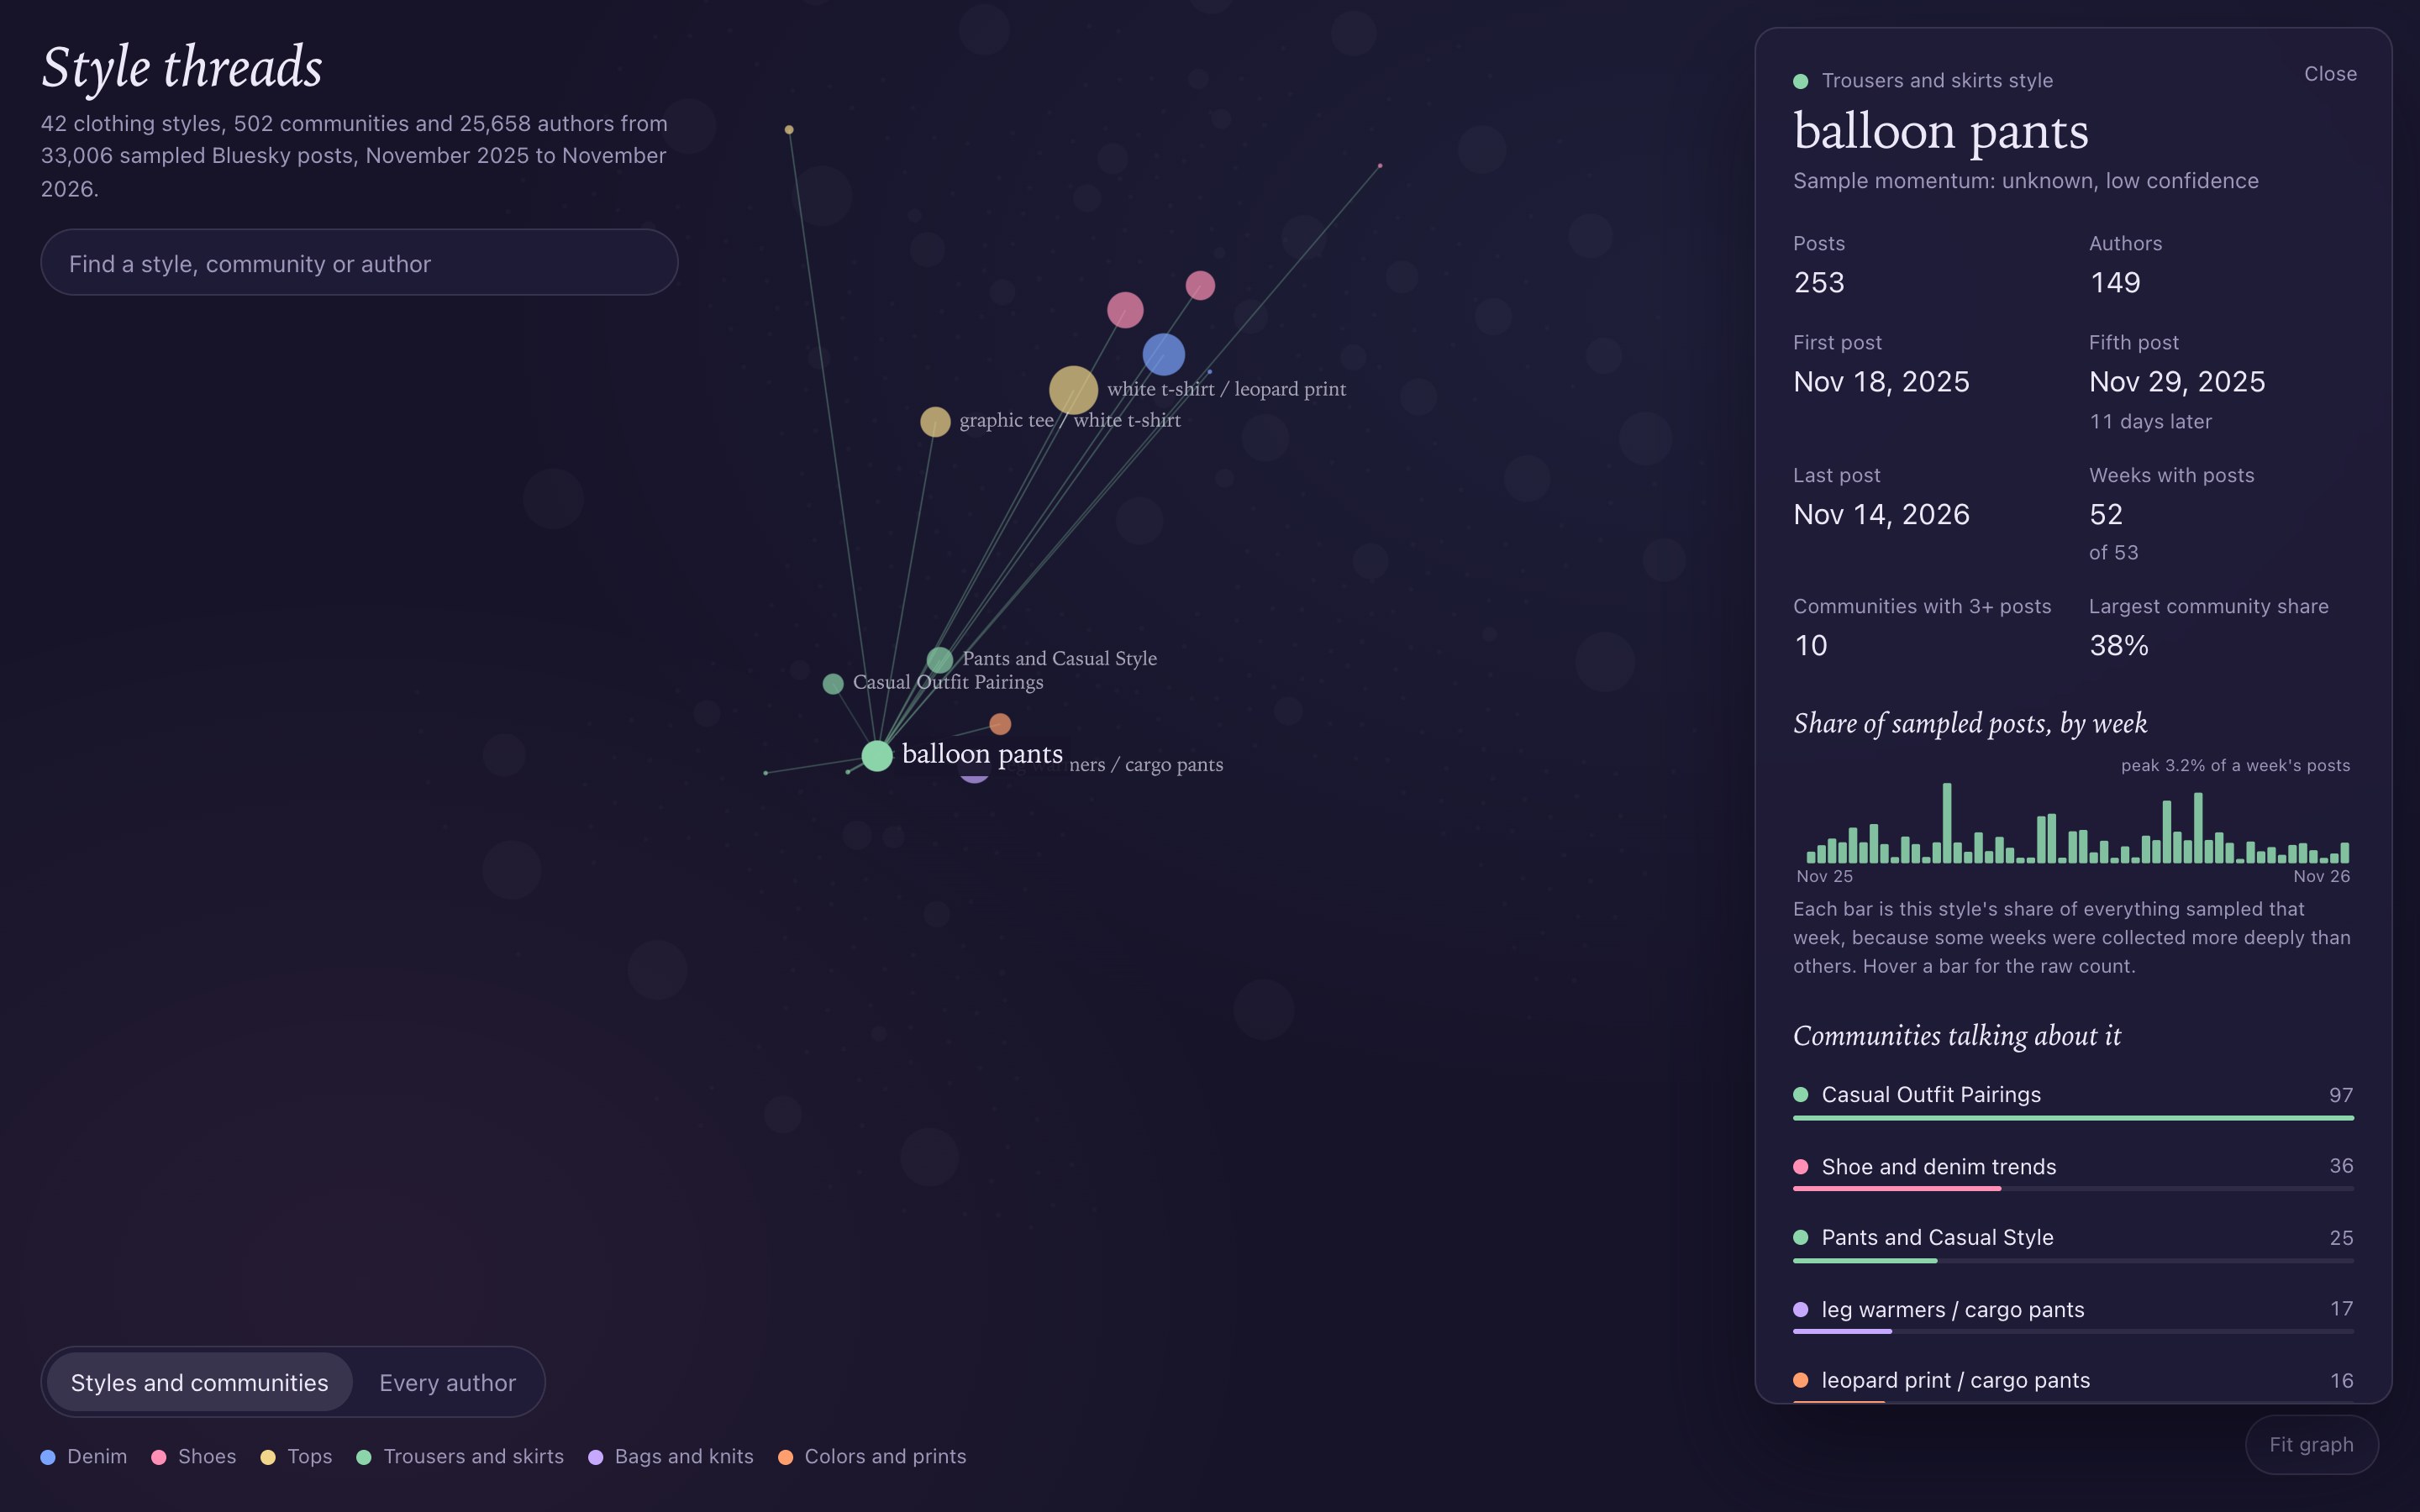 Style threads
42 clothing styles, 502 communities and 25,658 authors from
33,006 sampled Bluesky posts, November 2025 to November
2026.
Find a style, community or author
white t-shirt / leopard print
graphic tee / white t-shirt
Pants and Casual Style
Casual Outfit Pairings
balloon pants
mers / cargo pants
Styles and communities
Every author
Denim
Shoes
Tops
Trousers and skirts
Bags and knits
Colors and prints
Trousers and skirts style
Close
balloon pants
Sample momentum: unknown, low confidence
Posts
Authors
253
149
First post
Fifth post
Nov 18, 2025
Nov 29, 2025
11 days later
Last post
Weeks with posts
Nov 14, 2026
52
of 53
Communities with 3+ posts
Largest community share
10
38%
Share of sampled posts, by week
peak 3.2% of a week's posts
Nov 25
Nov 26
Each bar is this style's share of everything sampled that
week, because some weeks were collected more deeply than
others. Hover a bar for the raw count.
Communities talking about it
Casual Outfit Pairings 97
Shoe and denim trends 36
Pants and Casual Style 25
leg warmers / cargo pants 17
leopard print / cargo pants 16
Fit graph